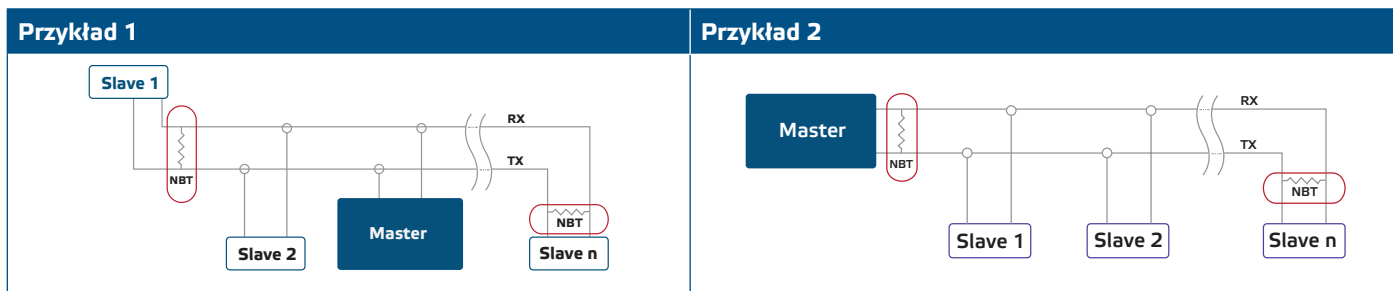 Przykład 1
Slave 1
RX
TX
NBT
NBT
Slave 2
Master
Slave n
Przykład 2
Master
RX
TX
NBT
NBT
Slave 1
Slave 2
Slave n